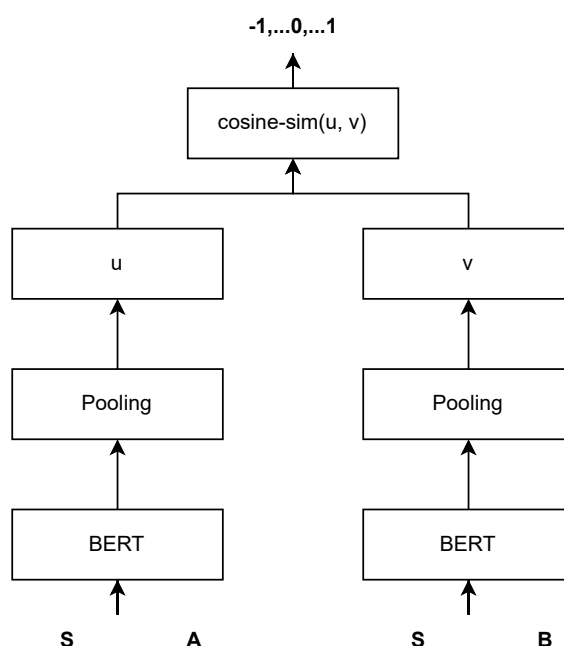 -1,...0,...1
cosine-sim(u, v)
u v
Pooling Pooling
BERT BERT
S A S B